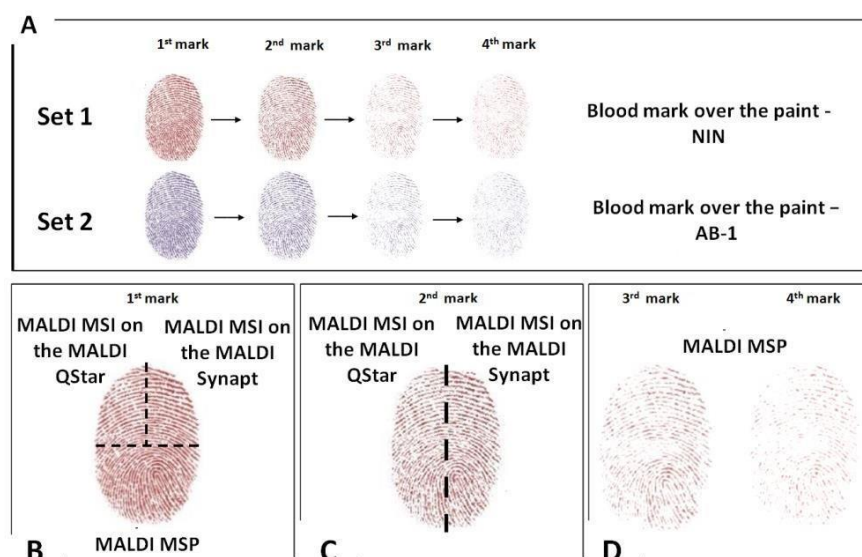 A
1st mark 2nd mark 3rd mark 4th mark
Set 1
Blood mark over the paint -
NIN
Set 2
Blood mark over the paint –
AB-1
1st mark
MALDI MSI on
the MALDI
QStar
MALDI MSI on
the MALDI
Synapt
B
MALDI MSP
2nd mark
MALDI MSI on
the MALDI
QStar
MALDI MSI on
the MALDI
Synapt
C
3rd mark 4th mark
MALDI MSP
D